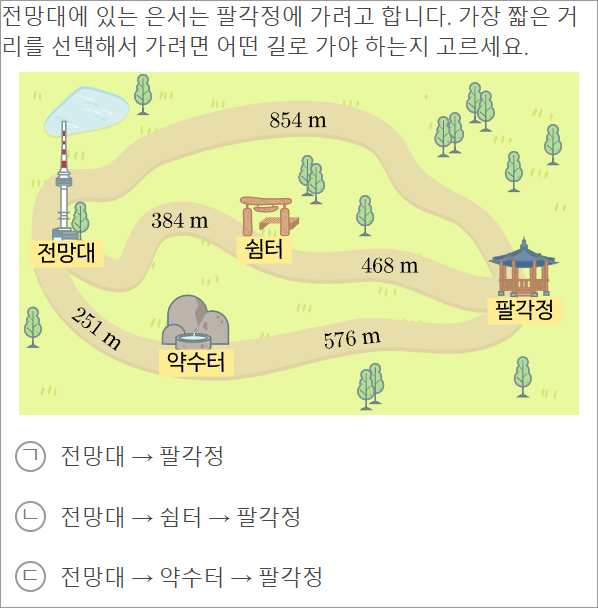 전망대에 있는 은서는 팔각정에 가려고 합니다. 가장 짧은 거
리를 선택해서 가려면 어떤 길로 가야 하는지 고르세요.
854 m
384 m
쉼터
전망대
468 m
팔각정
251 m
576 m
약수터
ㄱ 전망대 → 팔각정
ㄴ 전망대 → 쉼터 → 팔각정
ㄷ 전망대 → 약수터 → 팔각정